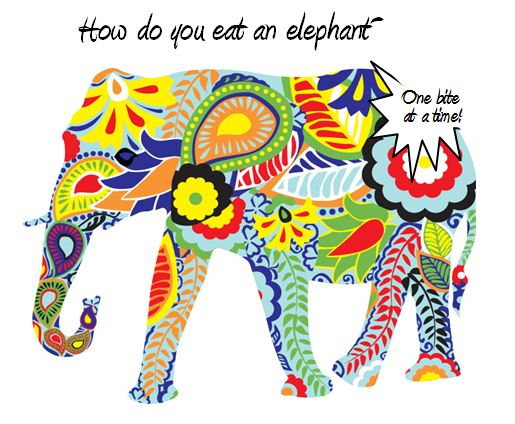 How do you eat an elephant
One bite
at a time!